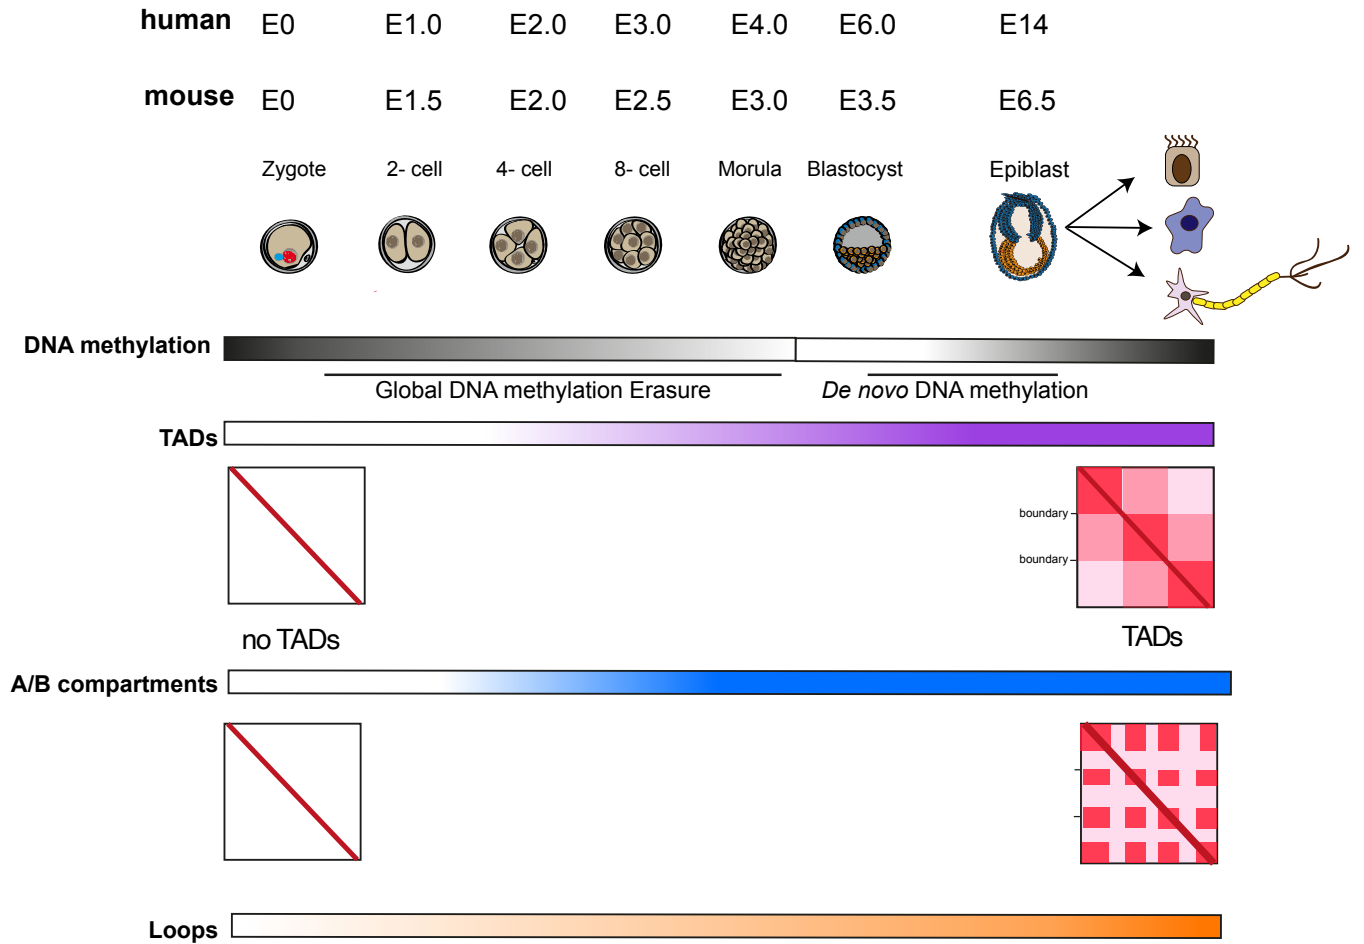 human E0 E1.0 E2.0 E3.0 E4.0 E6.0 E14
mouse E0 E1.5 E2.0 E2.5 E3.0 E3.5 E6.5
Zygote 2- cell 4- cell 8- cell Morula Blastocyst Epiblast
DNA methylation
Global DNA methylation Erasure De novo DNA methylation
TADs
boundary
boundary
no TADs TADs
A/B compartments
Loops